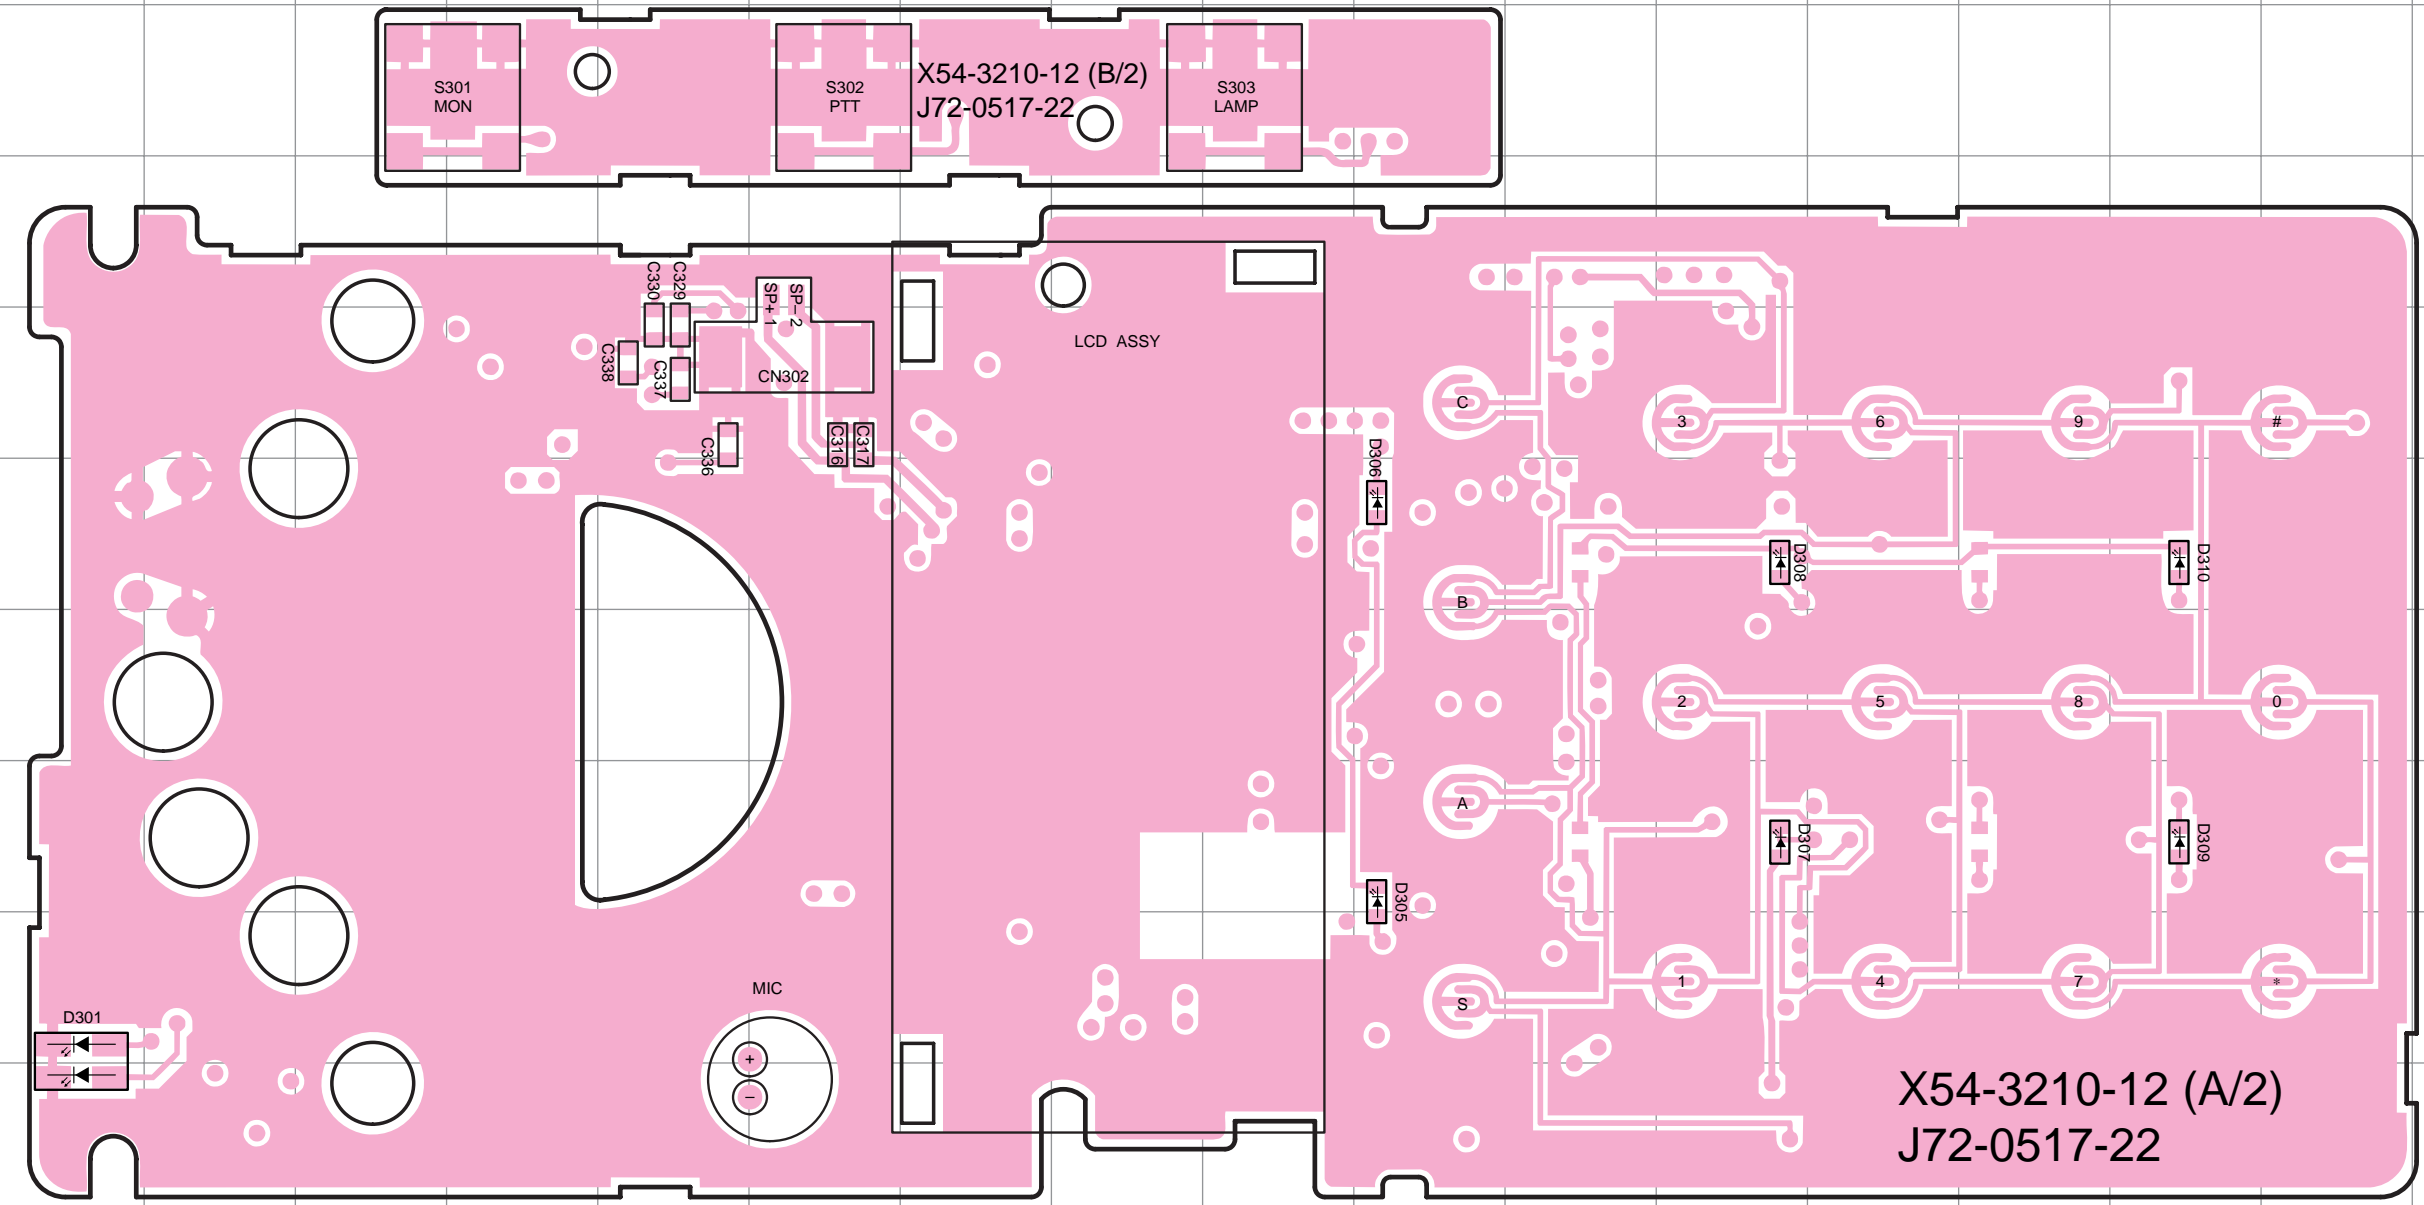 S301
MON
S302
PTT
X54-3210-12 (B/2)
J72-0517-22
S303
LAMP
C330
C329
SP+ 1
SP- 2
C338
C337
CN302
LCD ASSY
C336
C316
C317
D306
C
3
6
9
#
D308
D310
B
2
5
8
0
A
D307
D309
D305
S
1
4
7
*
MIC
+
−
D301
X54-3210-12 (A/2)
J72-0517-22